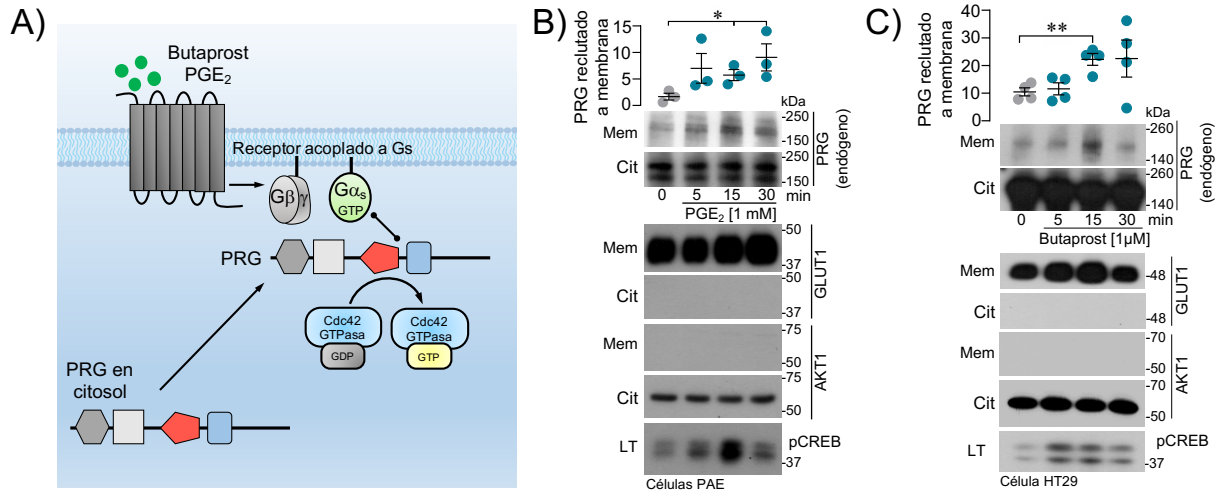 A)
Butaprost
PGE₂
Receptor acoplado a Gs
Gβγ
Gαs
GTP
PRG
Cdc42
GTPasa
GDP
Cdc42
GTPasa
GTP
PRG en
citosol
B)
PRG reclutado
a membrana
15
10
5
0
*
kDa
Mem
-250
-150
Cit
-250
-150
PRG
(endógeno)
0 5 15 30 min
PGE₂ [1 mM]
Mem
-50
-37
Cit
-50
-37
GLUT1
Mem
-75
-50
Cit
-75
-50
AKT1
LT
pCREB
-37
Células PAE
C)
PRG reclutado
a membrana
40
30
20
10
0
**
kDa
Mem
-260
-140
Cit
-260
-140
PRG
(endógeno)
0 5 15 30 min
Butaprost [1µM]
Mem
-48
Cit
-48
GLUT1
Mem
-70
-50
Cit
-70
-50
AKT1
LT
pCREB
-37
Célula HT29